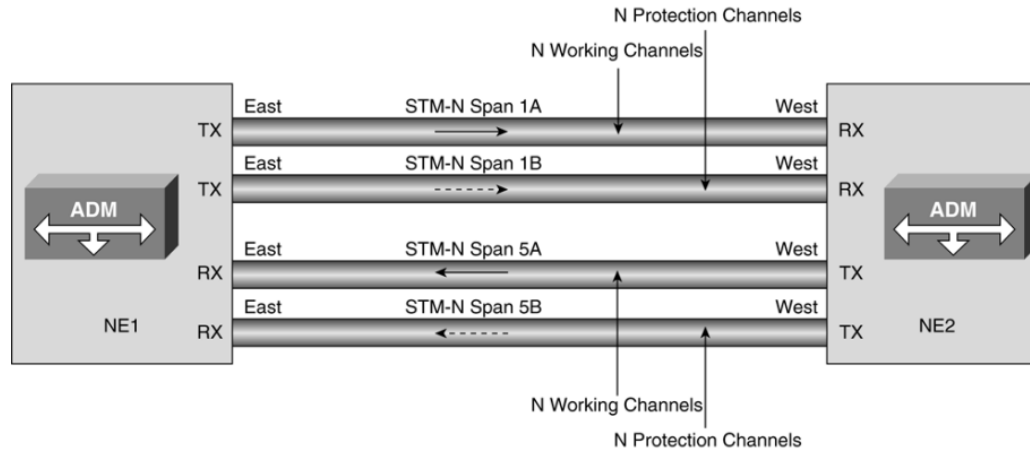 N Protection Channels
N Working Channels
East STM-N Span 1A West
TX RX
East STM-N Span 1B West
TX RX
ADM ADM
East STM-N Span 5A West
RX TX
East STM-N Span 5B West
NE1 NE2
RX TX
N Working Channels
N Protection Channels